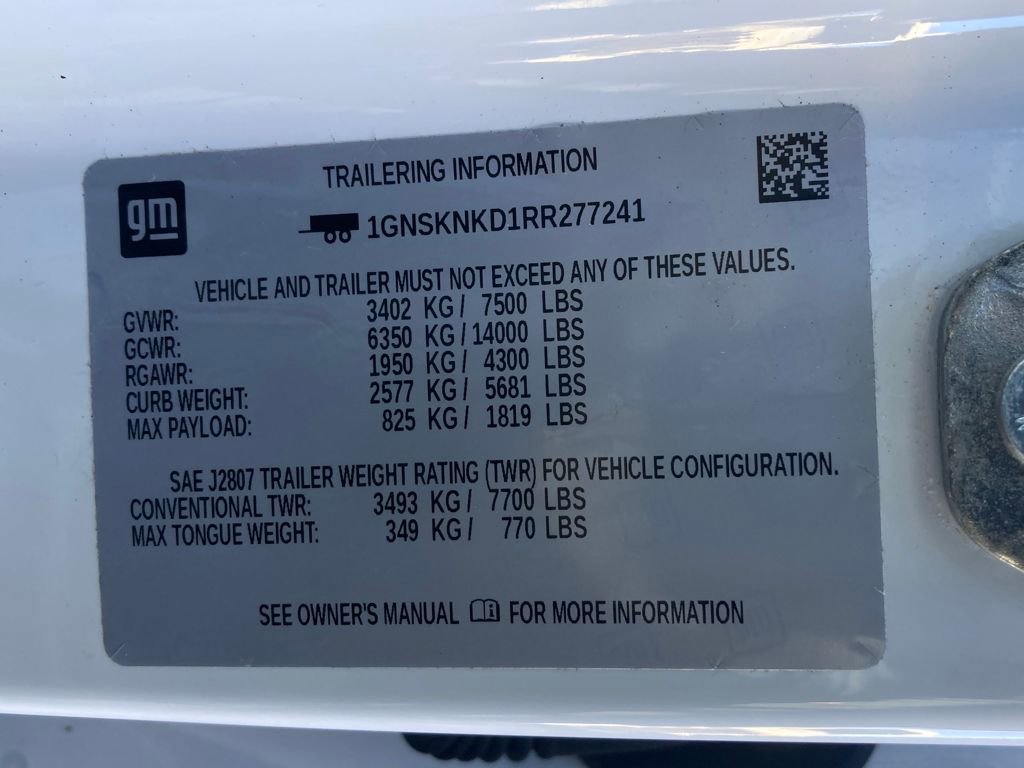 TRAILERING INFORMATION
gm
1GNSKNKD1RR277241
VEHICLE AND TRAILER MUST NOT EXCEED ANY OF THESE VALUES.
GVWR: 3402 KG / 7500 LBS
GCWR: 6350 KG / 14000 LBS
RGAWR: 1950 KG / 4300 LBS
CURB WEIGHT: 2577 KG / 5681 LBS
MAX PAYLOAD: 825 KG / 1819 LBS
SAE J2807 TRAILER WEIGHT RATING (TWR) FOR VEHICLE CONFIGURATION.
CONVENTIONAL TWR: 3493 KG / 7700 LBS
MAX TONGUE WEIGHT: 349 KG / 770 LBS
SEE OWNER'S MANUAL FOR MORE INFORMATION